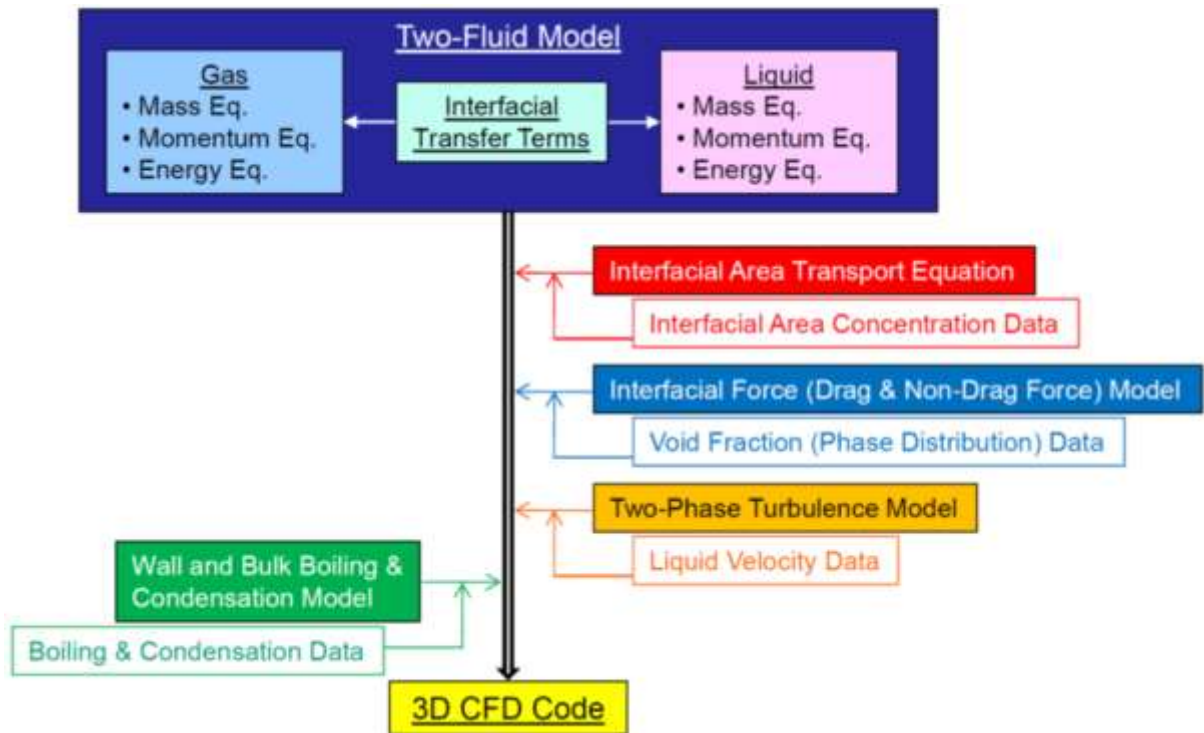 Two-Fluid Model
Gas
• Mass Eq.
• Momentum Eq.
• Energy Eq.
Interfacial
Transfer Terms
Liquid
• Mass Eq.
• Momentum Eq.
• Energy Eq.
Interfacial Area Transport Equation
Interfacial Area Concentration Data
Interfacial Force (Drag & Non-Drag Force) Model
Void Fraction (Phase Distribution) Data
Two-Phase Turbulence Model
Liquid Velocity Data
Wall and Bulk Boiling &
Condensation Model
Boiling & Condensation Data
3D CFD Code